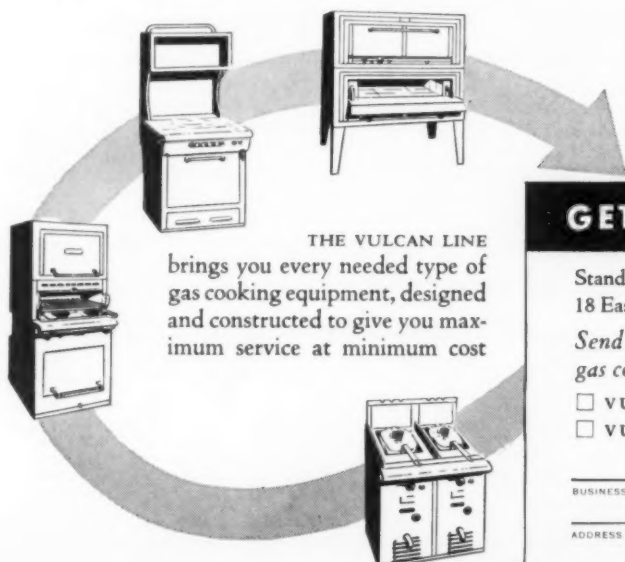 THE VULCAN LINE
brings you every needed type of
gas cooking equipment, designed
and constructed to give you max-
imum service at minimum cost
GET
Stand
18 Eas
Send
gas co
☐ VU
☐ VU
BUSINESS
ADDRESS